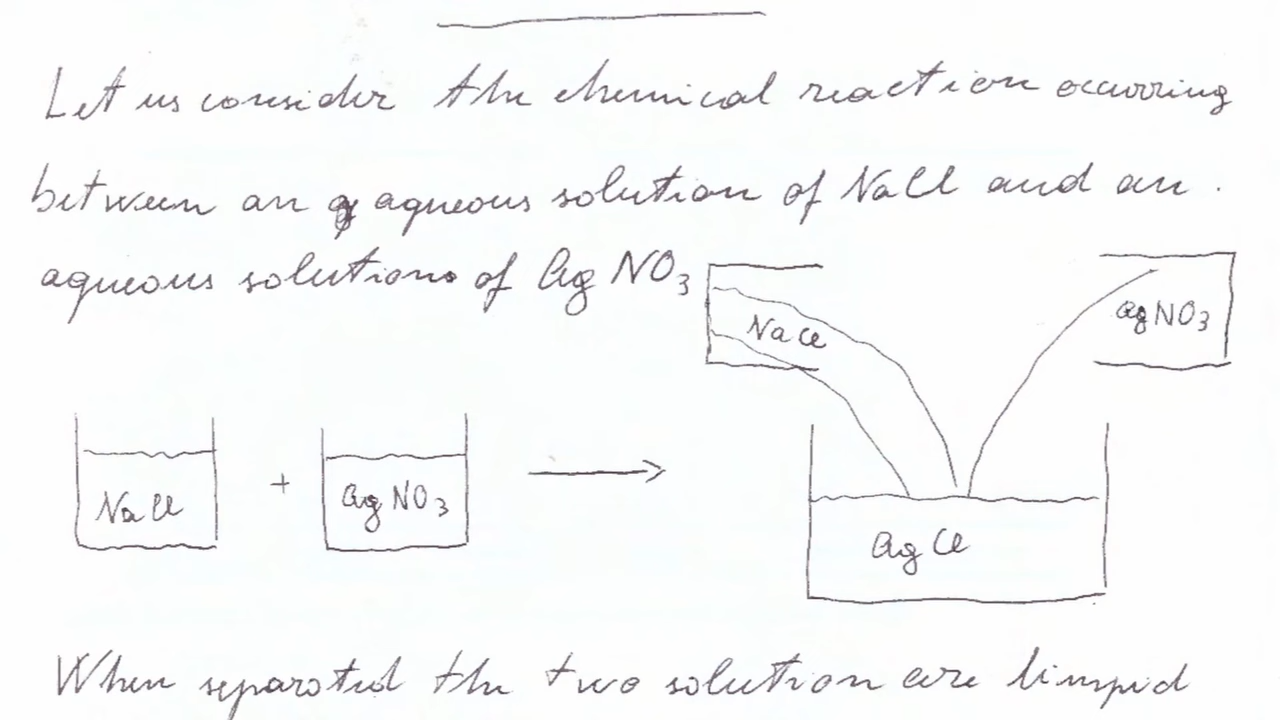 Let us consider the chemical reaction occurring
between an aqueous solution of NaCl and an
aqueous solutions of AgNO3
NaCl
AgNO3
NaCl + AgNO3
AgCl
When separated the two solution are limpid